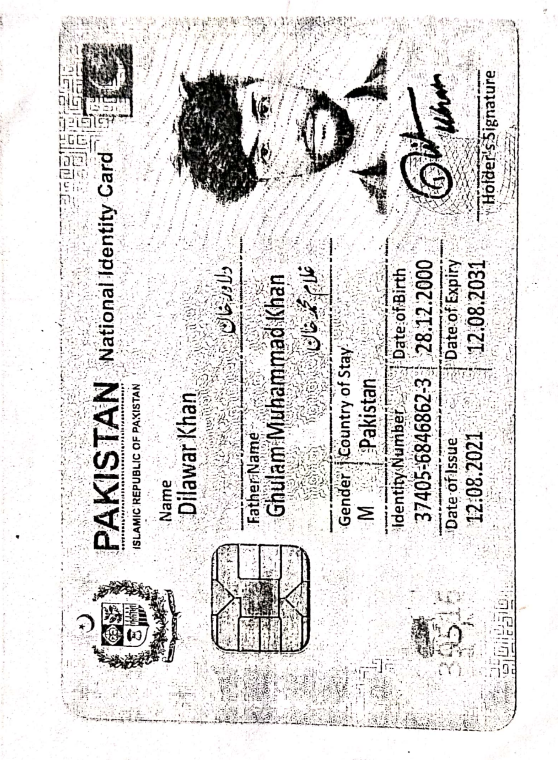 PAKISTAN National Identity Card
ISLAMIC REPUBLIC OF PAKISTAN
Name
Dilawar Khan
دلاور خان
Father Name
Ghulam Muhammad Khan
غلام محمد خان
Gender Country of Stay
M Pakistan
Identity Number Date of Birth
37405-6846862-3 28.12.2000
Date of Issue Date of Expiry
12.08.2021 12.08.2031
Holder's Signature